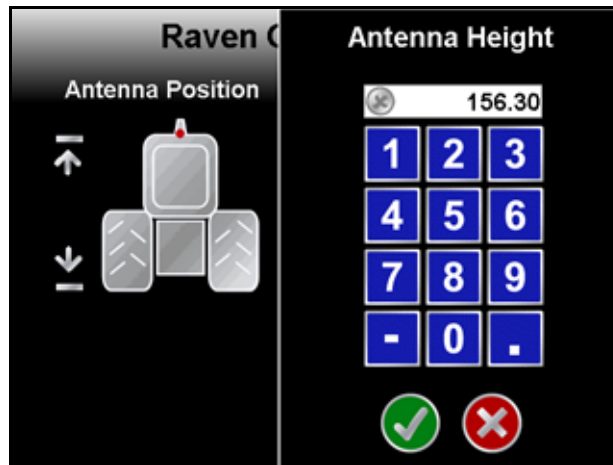 Raven
Antenna Position
Antenna Height
156.30
1 2 3
4 5 6
7 8 9
- 0 .